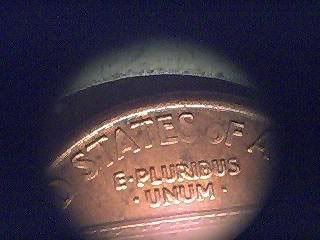 D STATES OF A
E·PLURIBUS
·UNUM·